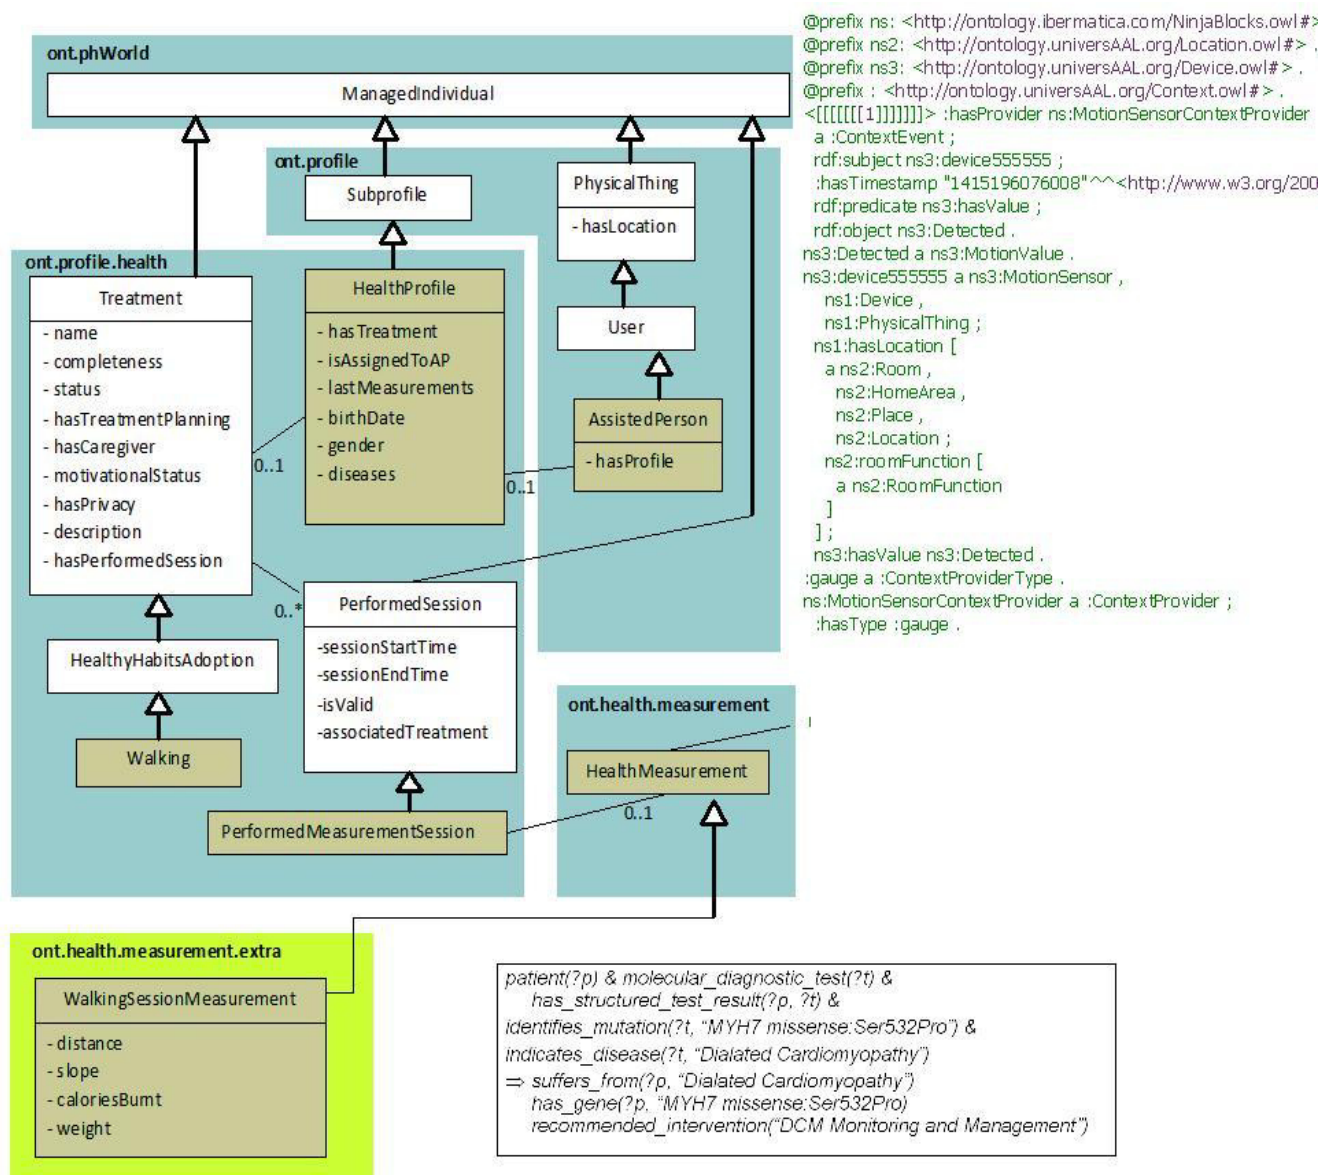 ont.phWorld
ManagedIndividual
ont.profile
Subprofile
PhysicalThing
- hasLocation
User
AssistedPerson
- hasProfile
0..1
ont.profile.health
Treatment
- name
- completeness
- status
- hasTreatmentPlanning
- hasCaregiver
- motivationalStatus
- hasPrivacy
- description
- hasPerformedSession
0..1
HealthProfile
- hasTreatment
- isAssignedToAP
- lastMeasurements
- birthDate
- gender
- diseases
0..*
PerformedSession
-sessionStartTime
-sessionEndTime
-isValid
-associatedTreatment
HealthyHabitsAdoption
Walking
PerformedMeasurementSession
ont.health.measurement
HealthMeasurement
0..1
ont.health.measurement.extra
WalkingSessionMeasurement
- distance
- slope
- caloriesBurnt
- weight
@prefix ns: <http://ontology.ibermatica.com/NinjaBlocks.owl#>
@prefix ns2: <http://ontology.universAAL.org/Location.owl#> .
@prefix ns3: <http://ontology.universAAL.org/Device.owl#> .
@prefix : <http://ontology.universAAL.org/Context.owl#> .
<[[[[[[[1]]]]]]]> :hasProvider ns:MotionSensorContextProvider
a :ContextEvent ;
rdf:subject ns3:device555555 ;
:hasTimestamp "1415196076008"^^<http://www.w3.org/200
rdf:predicate ns3:hasValue ;
rdf:object ns3:Detected .
ns3:Detected a ns3:MotionValue .
ns3:device555555 a ns3:MotionSensor ,
ns1:Device ,
ns1:PhysicalThing ;
ns1:hasLocation [
a ns2:Room ,
ns2:HomeArea ,
ns2:Place ,
ns2:Location ;
ns2:roomFunction [
a ns2:RoomFunction
]
] ;
ns3:hasValue ns3:Detected .
:gauge a :ContextProviderType .
ns:MotionSensorContextProvider a :ContextProvider ;
:hasType :gauge .
patient(?p) & molecular_diagnostic_test(?t) &
has_structured_test_result(?p, ?t) &
identifies_mutation(?t, “MYH7 missense:Ser532Pro”) &
indicates_disease(?t, “Dialated Cardiomyopathy”)
⇒ suffers_from(?p, “Dialated Cardiomyopathy”)
has_gene(?p, “MYH7 missense:Ser532Pro)
recommended_intervention(“DCM Monitoring and Management”)